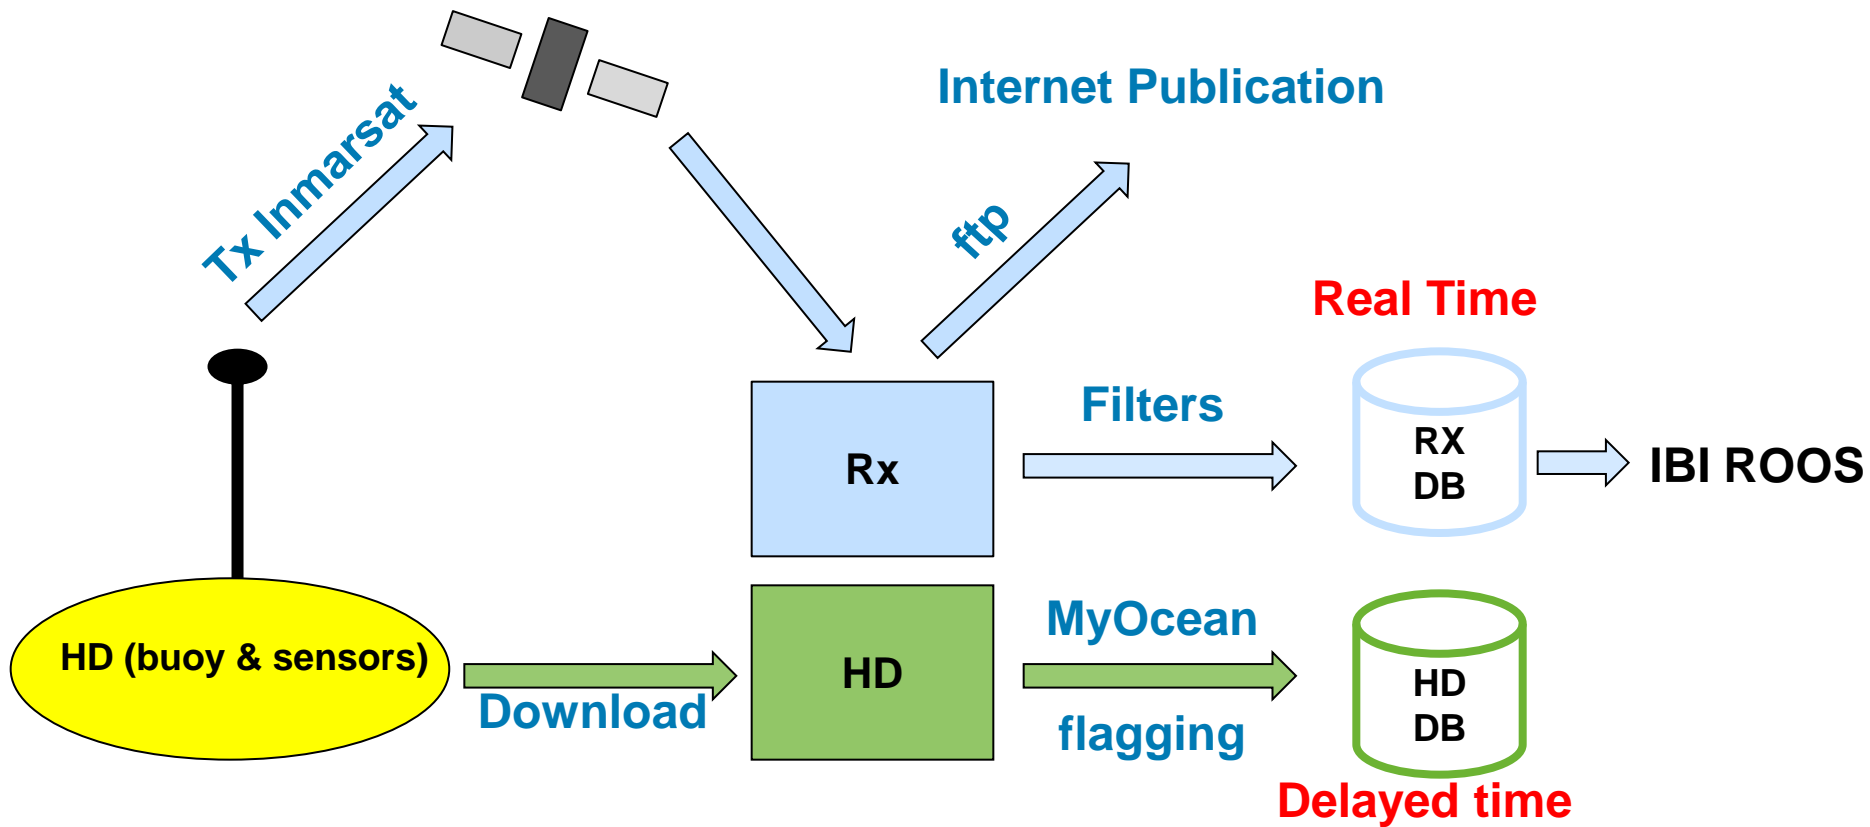 Internet Publication
Tx Inmarsat
ftp
Real Time
Filters
Rx
RX
DB
IBI ROOS
HD (buoy & sensors)
Download
HD
MyOcean
flagging
HD
DB
Delayed time